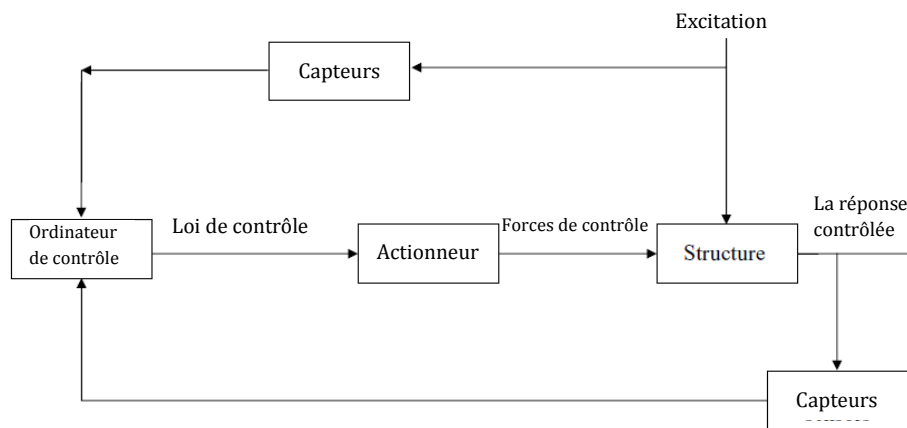 Excitation
Capteurs
La réponse
contrôlée
Ordinateur
de contrôle
Loi de contrôle
Actionneur
Forces de contrôle
Structure
Capteurs